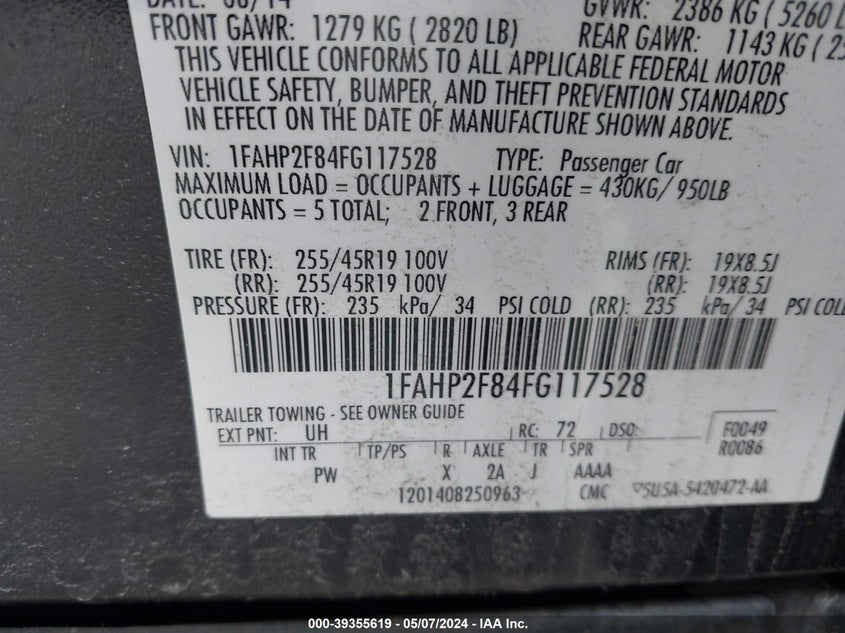 GVWR: 2386 KG ( 5260 L
FRONT GAWR: 1279 KG ( 2820 LB) REAR GAWR: 1143 KG ( 25
THIS VEHICLE CONFORMS TO ALL APPLICABLE FEDERAL MOTOR
VEHICLE SAFETY, BUMPER, AND THEFT PREVENTION STANDARDS
IN EFFECT ON THE DATE OF MANUFACTURE SHOWN ABOVE.
VIN: 1FAHP2F84FG117528 TYPE: Passenger Car
MAXIMUM LOAD = OCCUPANTS + LUGGAGE = 430KG/ 950LB
OCCUPANTS = 5 TOTAL; 2 FRONT, 3 REAR
TIRE (FR): 255/45R19 100V RIMS (FR): 19X8.5J
(RR): 255/45R19 100V (RR): 19X8.5J
PRESSURE (FR): 235 kPa/ 34 PSI COLD (RR): 235 kPa/ 34 PSI COL
1FAHP2F84FG117528
TRAILER TOWING - SEE OWNER GUIDE
EXT PNT: UH RC: 72 DSO: F0049
INT TR TP/PS R AXLE TR SPR R0086
PW X 2A J AAAA
1201408250963 CMC 5U5A-5420472-AA
000-39355619 - 05/07/2024 - IAA Inc.